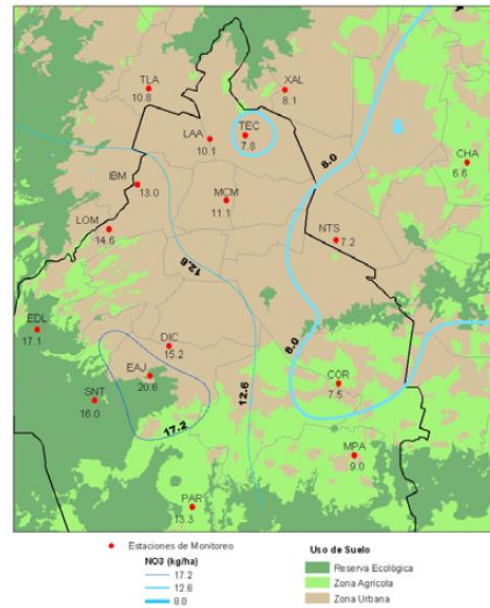 TLA
10.8
XAL
8.1
LAA
10.1
TEC
7.8
8.0
CHA
6.6
IBM
13.0
MCM
11.1
LOM
14.6
NTS
7.2
12.6
EDL
17.1
DIC
15.2
8.0
EAJ
20.6
COR
7.5
SNT
16.0
12.6
17.2
MPA
9.0
PAR
13.3
Estaciones de Monitoreo
NO3 (kg/ha)
17.2
12.6
8.0
Uso de Suelo
Reserva Ecológica
Zona Agrícola
Zona Urbana